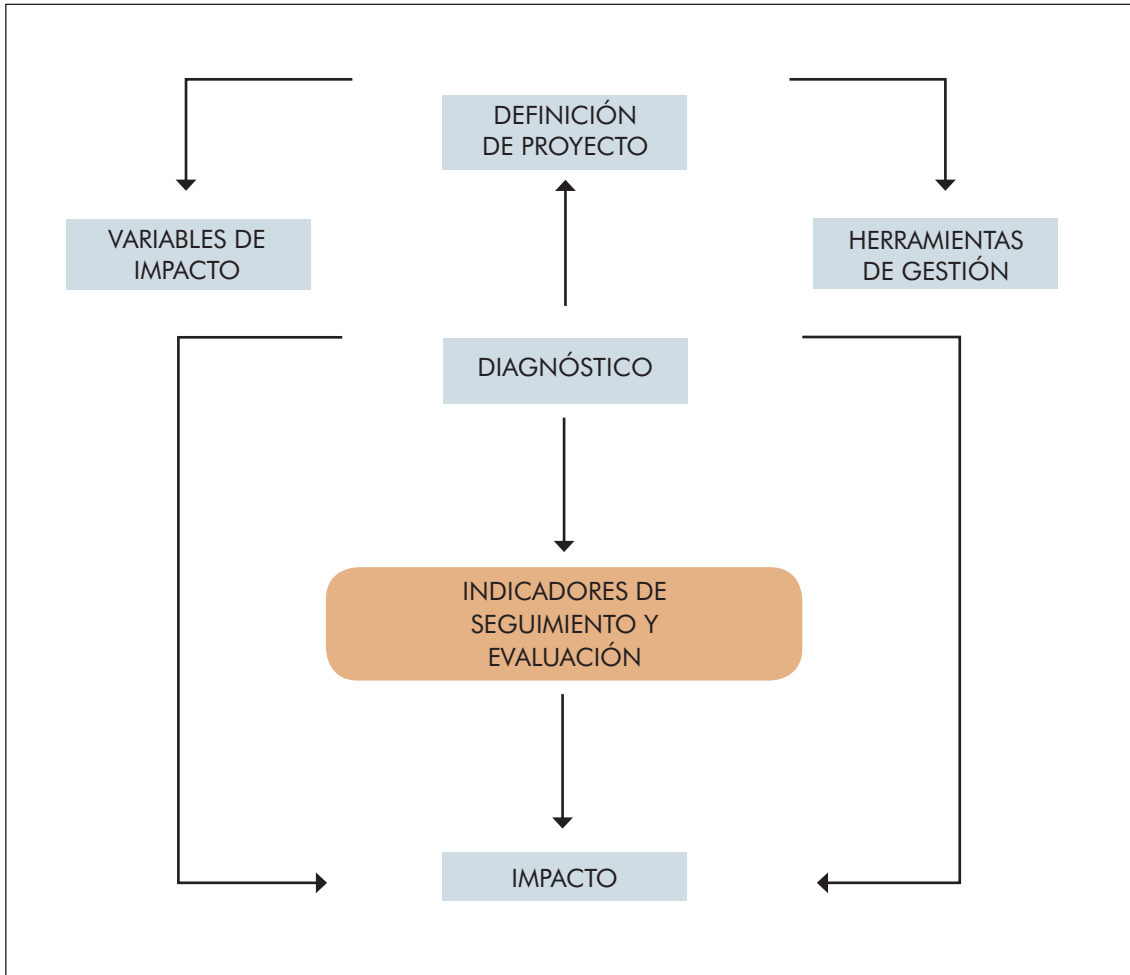 DEFINICIÓN
DE PROYECTO
VARIABLES DE
IMPACTO
HERRAMIENTAS
DE GESTIÓN
DIAGNÓSTICO
INDICADORES DE
SEGUIMIENTO Y
EVALUACIÓN
IMPACTO